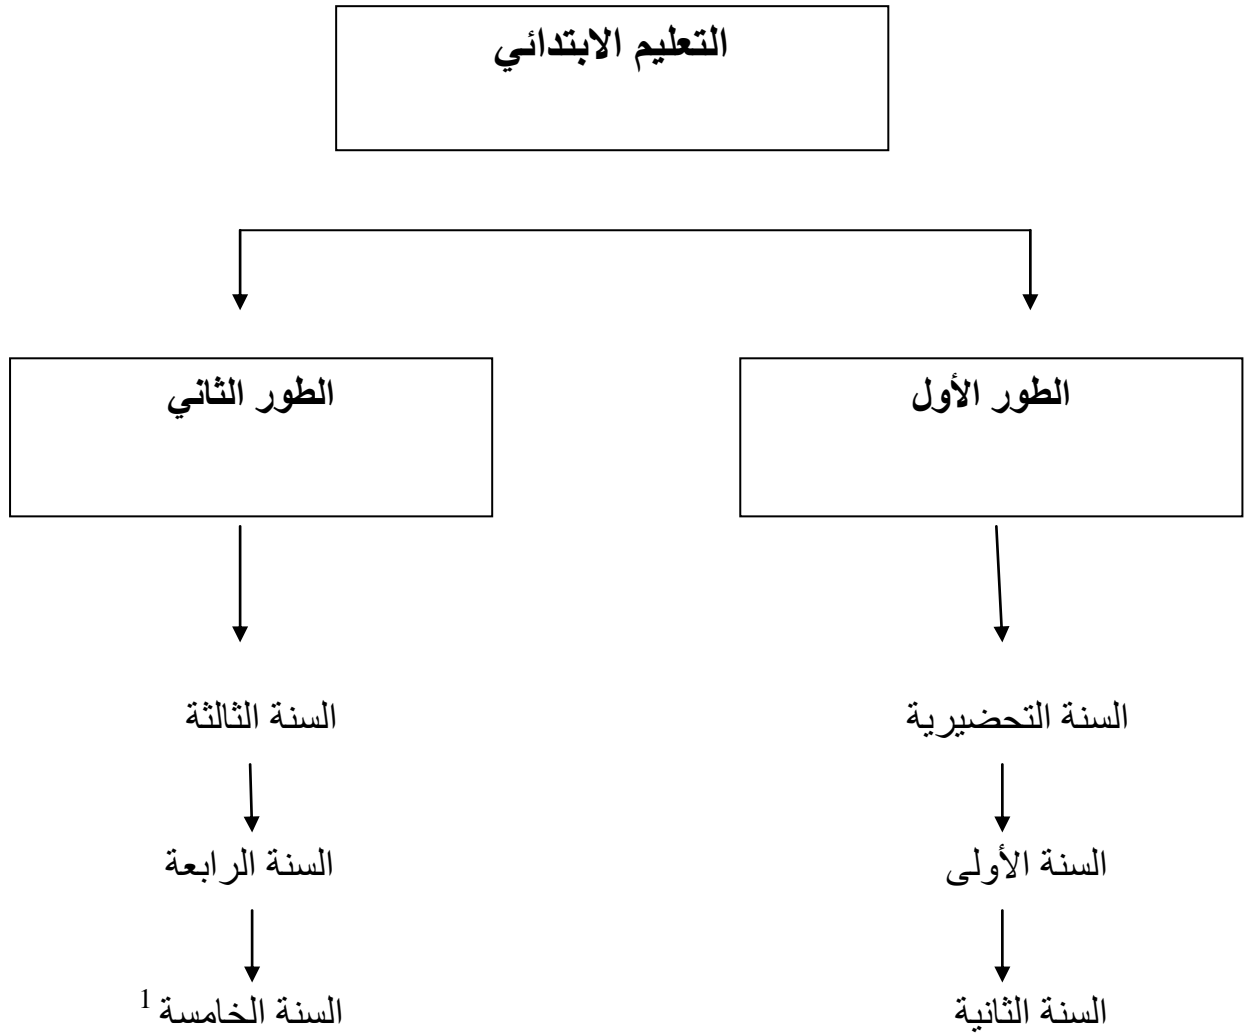 التعليم الابتدائي
الطور الأول
الطور الثاني
السنة التحضيرية
السنة الثالثة
السنة الأولى
السنة الرابعة
السنة الثانية
السنة الخامسة 1